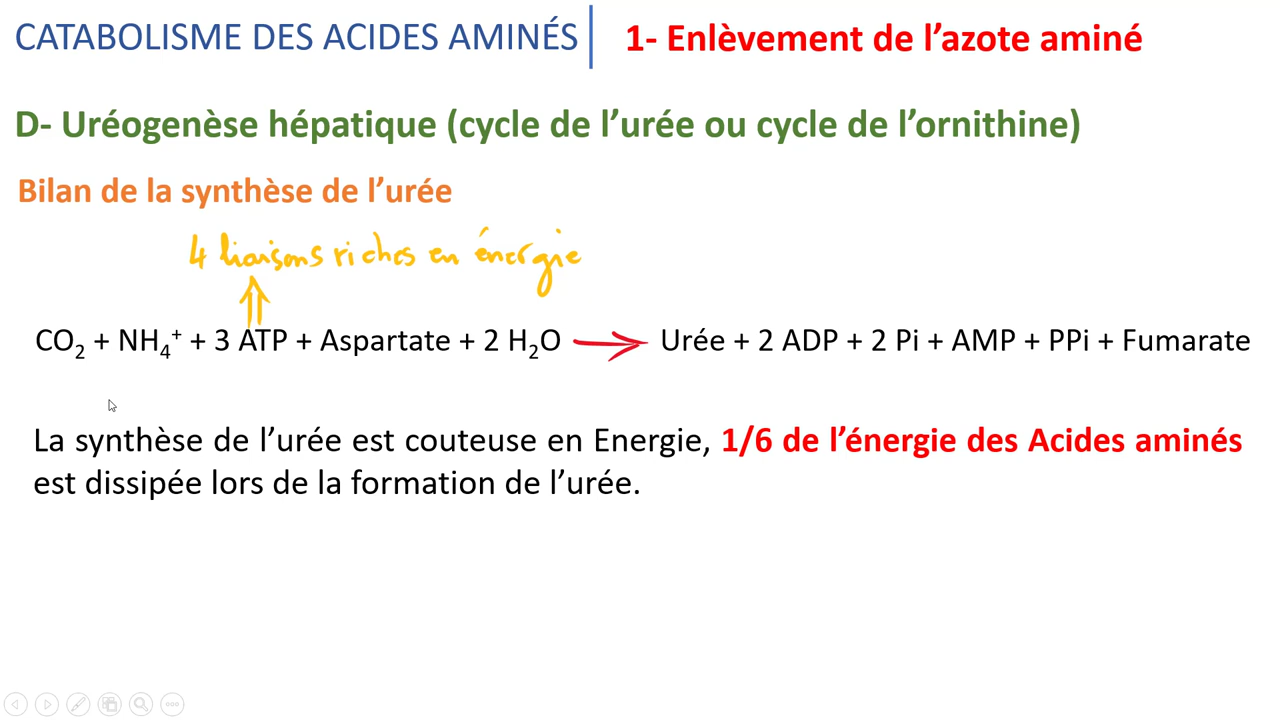 CATABOLISME DES ACIDES AMINÉS
1- Enlèvement de l’azote aminé
D- Uréogenèse hépatique (cycle de l’urée ou cycle de l’ornithine)
Bilan de la synthèse de l’urée
4 liaisons riches en énergie
CO₂ + NH₄⁺ + 3 ATP + Aspartate + 2 H₂O → Urée + 2 ADP + 2 Pi + AMP + PPi + Fumarate
La synthèse de l’urée est couteuse en Energie, 1/6 de l’énergie des Acides aminés
est dissipée lors de la formation de l’urée.